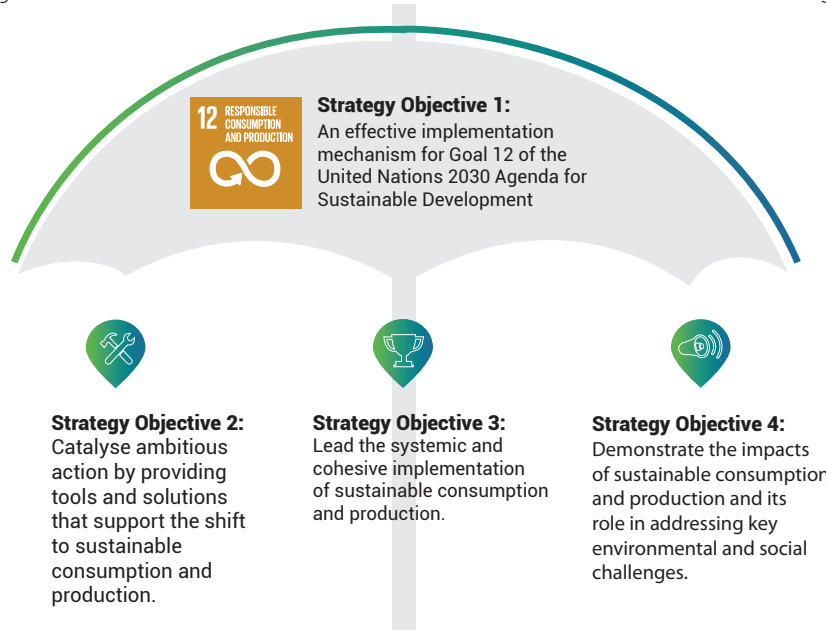 12 RESPONSIBLE
CONSUMPTION
AND PRODUCTION
Strategy Objective 1:
An effective implementation
mechanism for Goal 12 of the
United Nations 2030 Agenda for
Sustainable Development
Strategy Objective 2:
Catalyse ambitious
action by providing
tools and solutions
that support the shift
to sustainable
consumption and
production.
Strategy Objective 3:
Lead the systemic and
cohesive implementation
of sustainable consumption
and production.
Strategy Objective 4:
Demonstrate the impacts
of sustainable consumption
and production and its
role in addressing key
environmental and social
challenges.